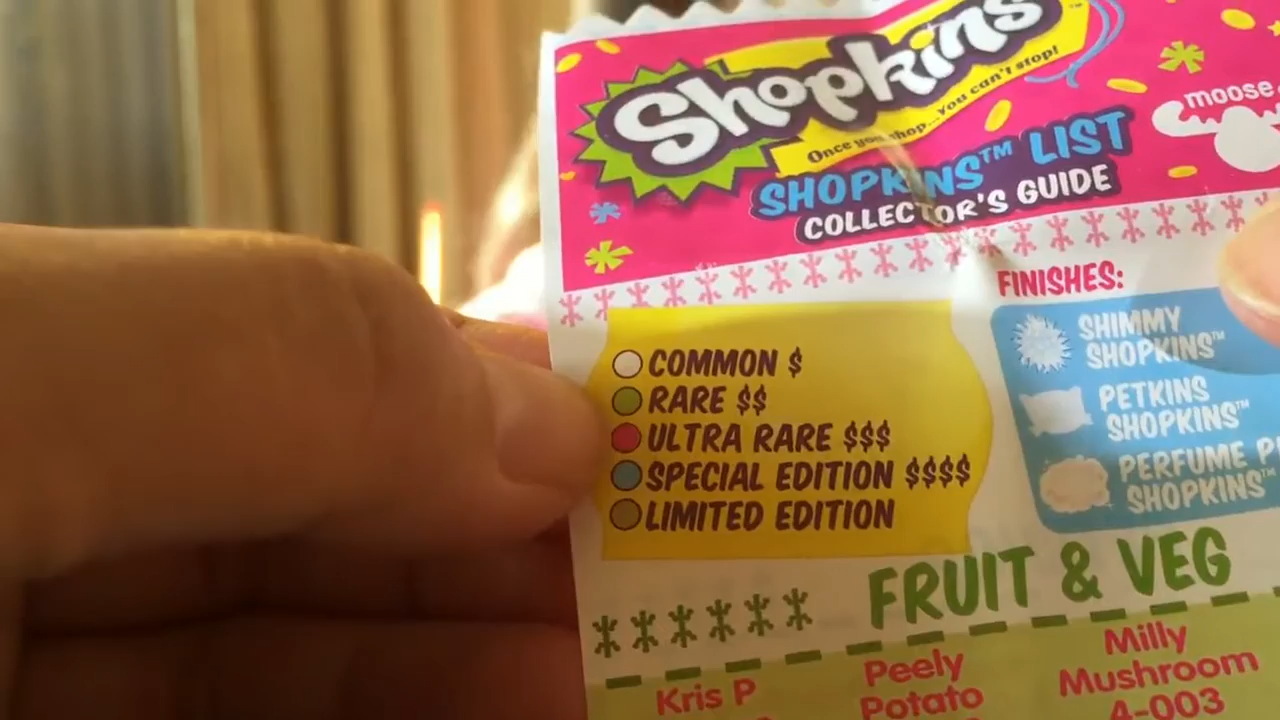 Shopkins
Once you shop...you can't stop!
moose
SHOPKINS™ LIST
COLLECTOR'S GUIDE
FINISHES:
COMMON $
RARE $$
ULTRA RARE $$$
SPECIAL EDITION $$$$
LIMITED EDITION
SHIMMY
SHOPKINS™
PETKINS
SHOPKINS™
PERFUME
SHOPKINS™
FRUIT & VEG
Kris P
Peely
Potato
Milly
Mushroom
4-003